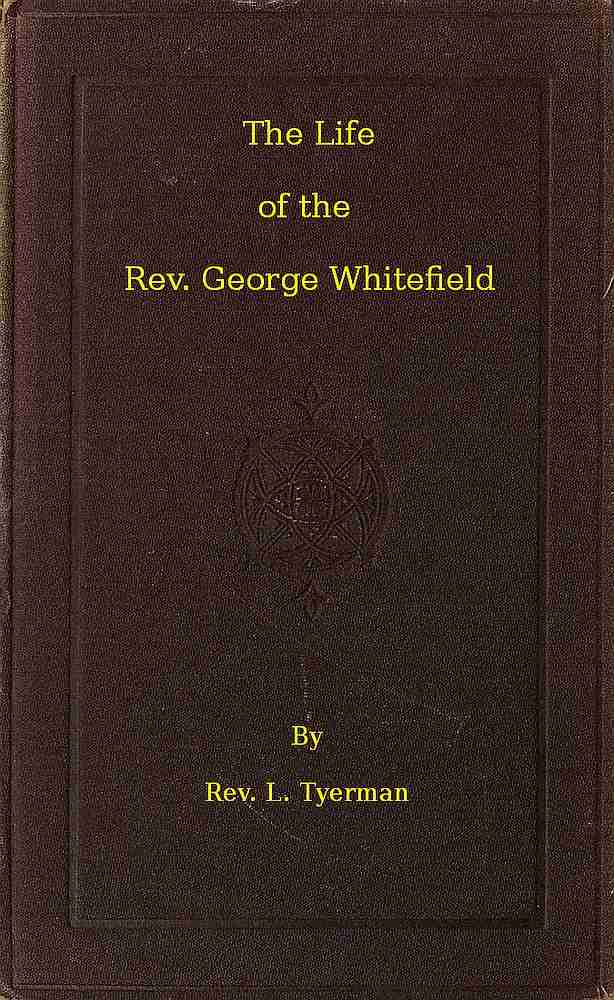 The Life
of the
Rev. George Whitefield
By
Rev. L. Tyerman